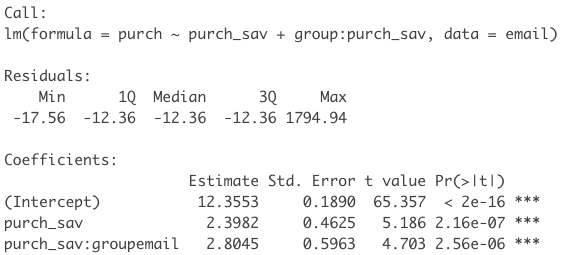 Call:
lm(formula = purch ~ purch_sav + group:purch_sav, data = email)
Residuals:
Min 1Q Median 3Q Max
-17.56 -12.36 -12.36 -12.36 1794.94
Coefficients:
Estimate Std. Error t value Pr(>|t|)
(Intercept) 12.3553 0.1890 65.357 < 2e-16 ***
purch_sav 2.3982 0.4625 5.186 2.16e-07 ***
purch_sav:groupemail 2.8045 0.5963 4.703 2.56e-06 ***